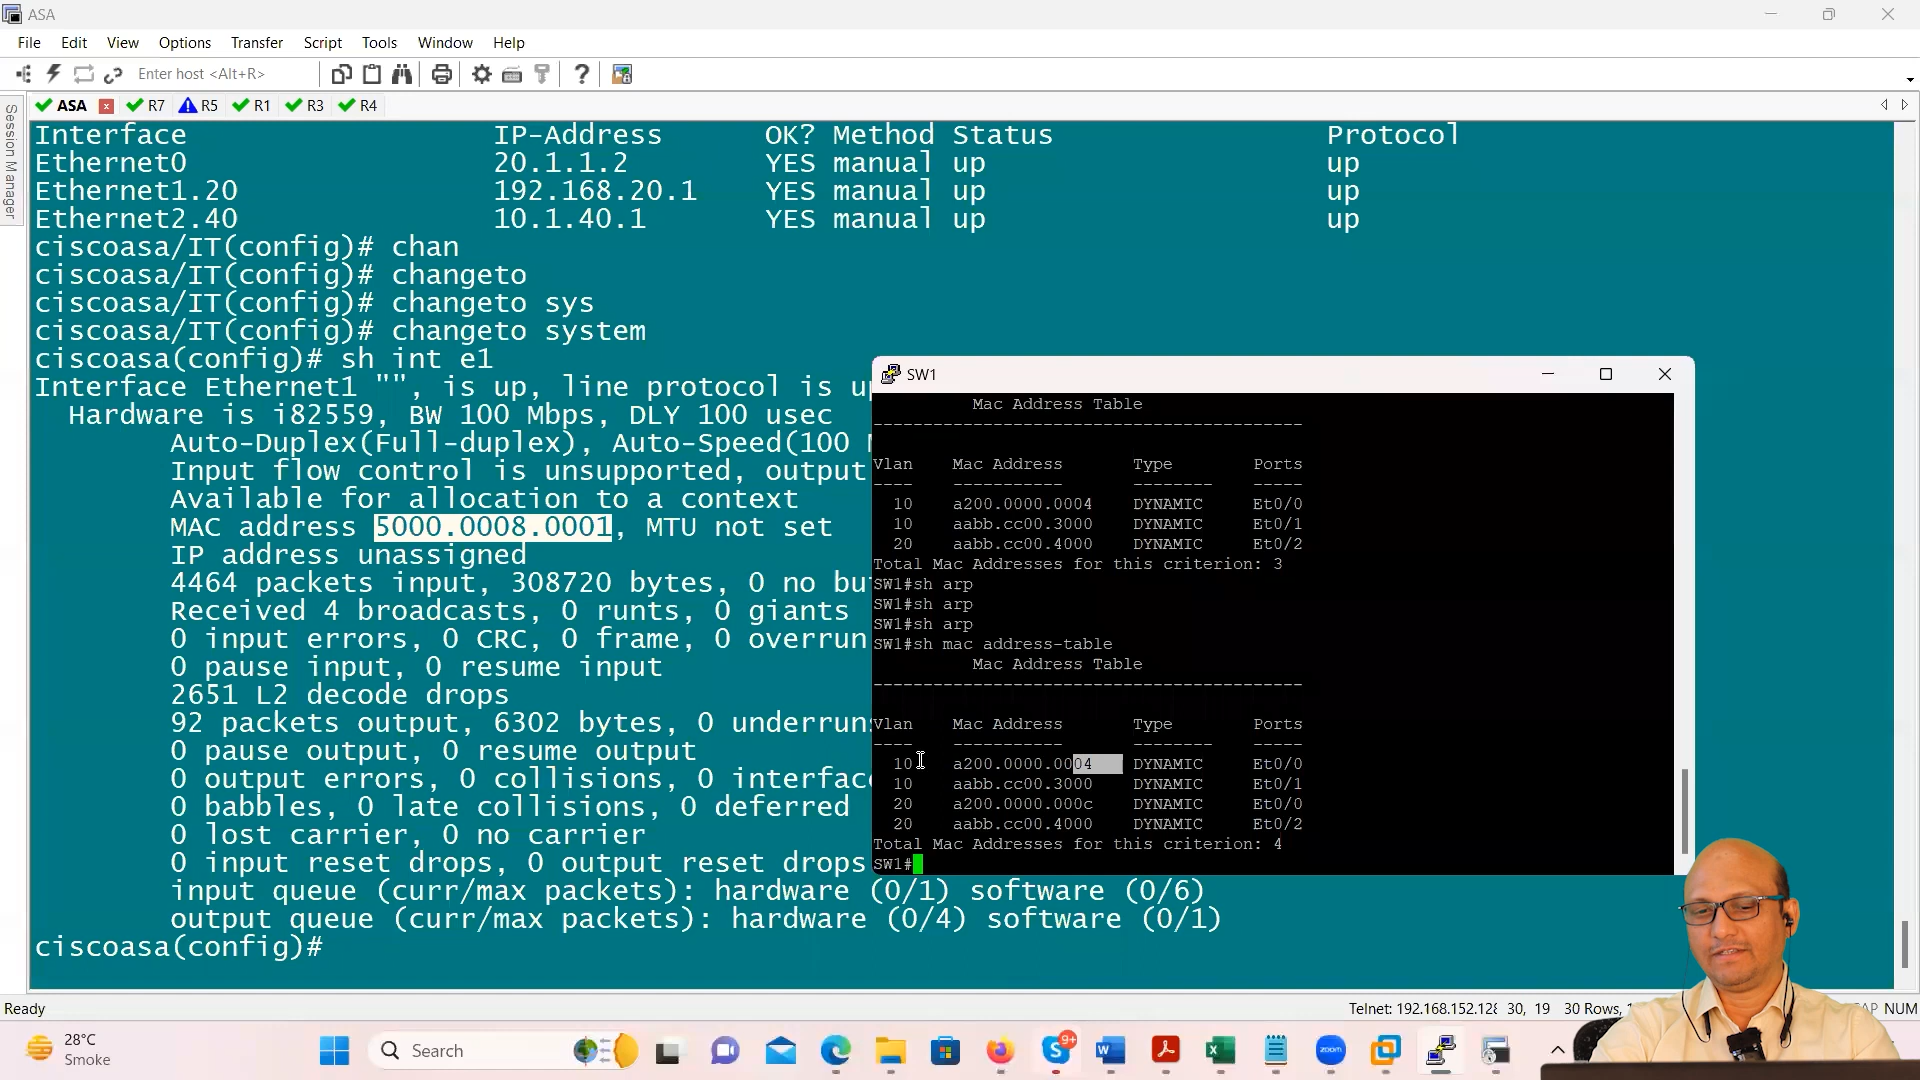 ASA
File Edit View Options Transfer Script Tools Window Help
Enter host <Alt+R>
Session Manager
ASA R7 R5 R1 R3 R4
Interface IP-Address OK? Method Status Protocol
Ethernet0 20.1.1.2 YES manual up up
Ethernet1.20 192.168.20.1 YES manual up up
Ethernet2.40 10.1.40.1 YES manual up up
ciscoasa/IT(config)# chan
ciscoasa/IT(config)# changeto
ciscoasa/IT(config)# changeto sys
ciscoasa/IT(config)# changeto system
ciscoasa(config)# sh int e1
Interface Ethernet1 "", is up, line protocol is u
Hardware is i82559, BW 100 Mbps, DLY 100 usec
Auto-Duplex(Full-duplex), Auto-Speed(100
Input flow control is unsupported, output
Available for allocation to a context
MAC address 5000.0008.0001, MTU not set
IP address unassigned
4464 packets input, 308720 bytes, 0 no bu
Received 4 broadcasts, 0 runts, 0 giants
0 input errors, 0 CRC, 0 frame, 0 overrun
0 pause input, 0 resume input
2651 L2 decode drops
92 packets output, 6302 bytes, 0 underruns
0 pause output, 0 resume output
0 output errors, 0 collisions, 0 interfac
0 babbles, 0 late collisions, 0 deferred
0 lost carrier, 0 no carrier
0 input reset drops, 0 output reset drops
input queue (curr/max packets): hardware (0/1) software (0/6)
output queue (curr/max packets): hardware (0/4) software (0/1)
ciscoasa(config)#
SW1
Mac Address Table
-------------------------------------------
Vlan Mac Address Type Ports
---- ----------- -------- -----
10 a200.0000.0004 DYNAMIC Et0/0
10 aabb.cc00.3000 DYNAMIC Et0/1
20 aabb.cc00.4000 DYNAMIC Et0/2
Total Mac Addresses for this criterion: 3
SW1#sh arp
SW1#sh arp
SW1#sh arp
SW1#sh mac address-table
Mac Address Table
-------------------------------------------
Vlan Mac Address Type Ports
---- ----------- -------- -----
10 a200.0000.0004 DYNAMIC Et0/0
10 aabb.cc00.3000 DYNAMIC Et0/1
20 a200.0000.000c DYNAMIC Et0/0
20 aabb.cc00.4000 DYNAMIC Et0/2
Total Mac Addresses for this criterion: 4
SW1#
Ready
Telnet: 192.168.152.128 30, 19 30 Rows, NUM
28°C
Smoke
Search
9+
zoom